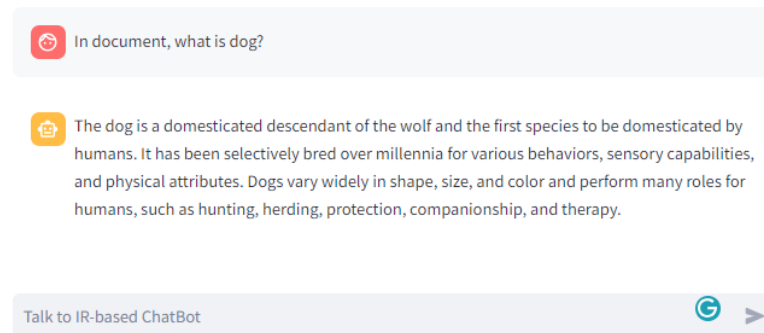 In document, what is dog?
The dog is a domesticated descendant of the wolf and the first species to be domesticated by
humans. It has been selectively bred over millennia for various behaviors, sensory capabilities,
and physical attributes. Dogs vary widely in shape, size, and color and perform many roles for
humans, such as hunting, herding, protection, companionship, and therapy.
Talk to IR-based ChatBot